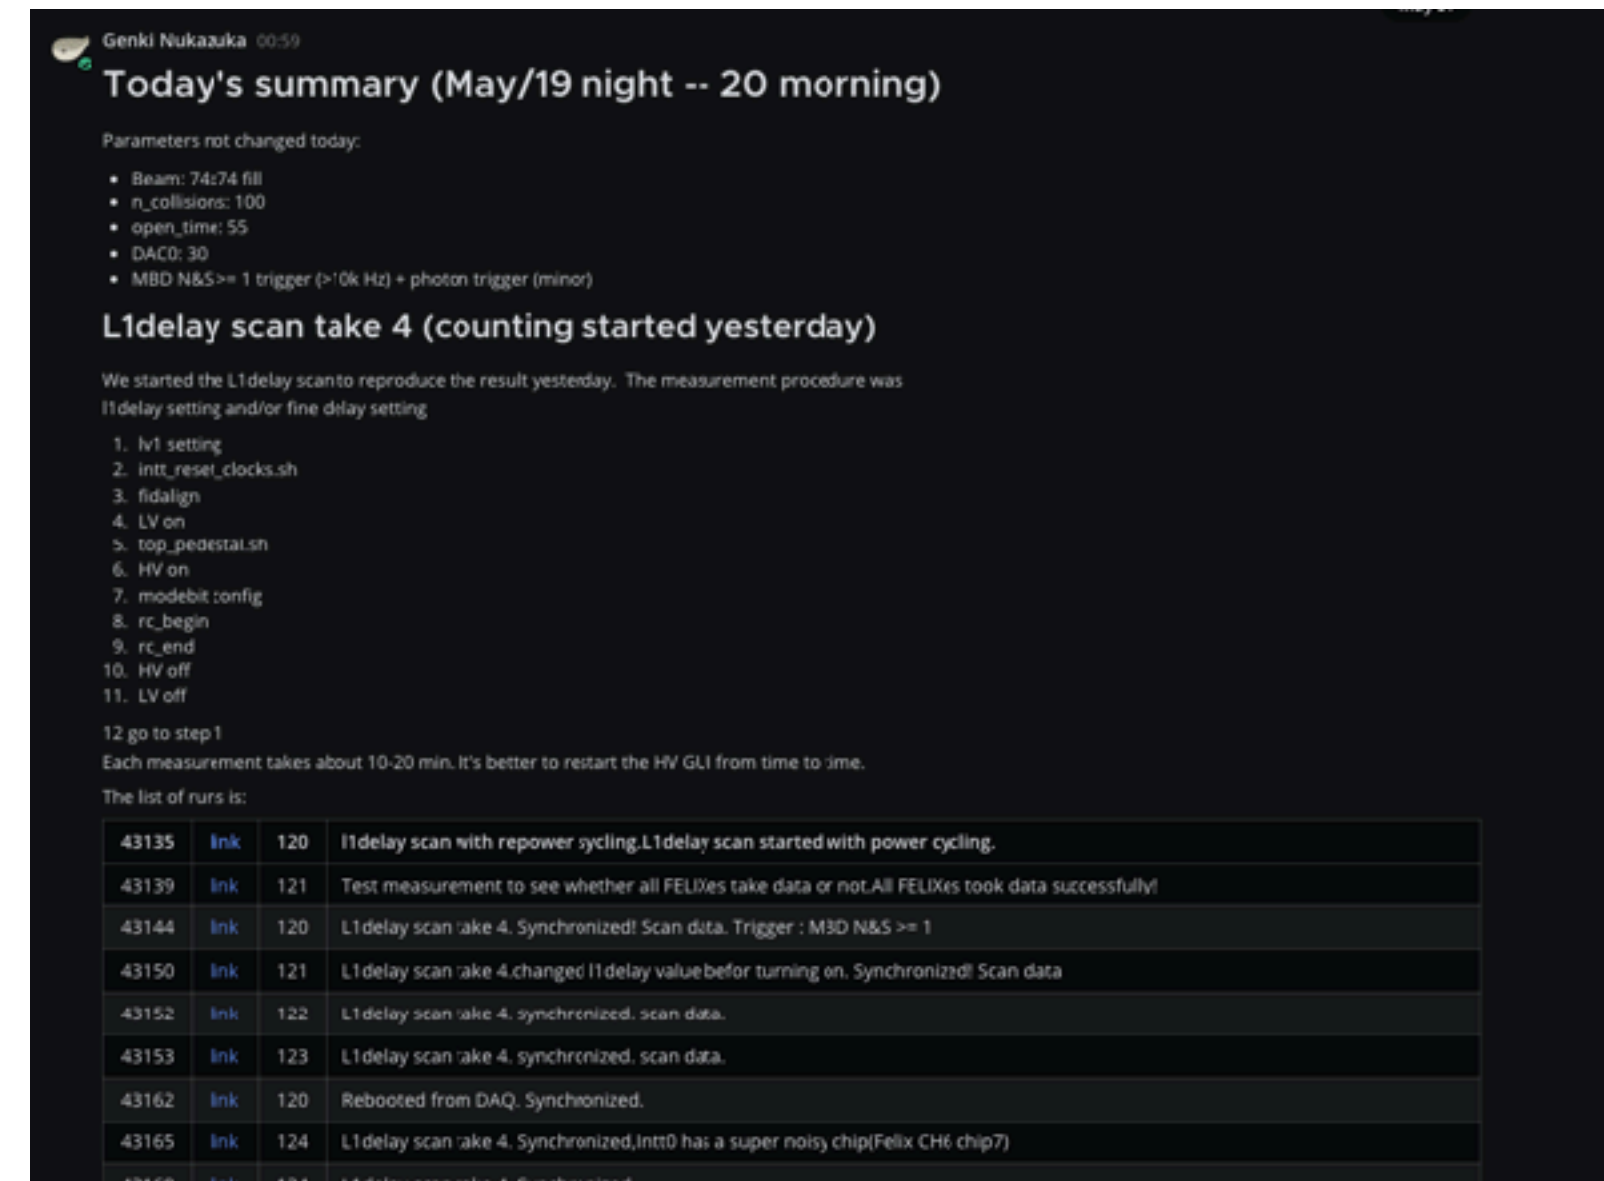 Genki Nukazuka 00:59
Today's summary (May/19 night -- 20 morning)
Parameters not changed today:
• Beam: 74x74 fill
• n_collisions: 100
• open_time: 55
• DAC0: 30
• MBD N&S>= 1 trigger (>10k Hz) + photon trigger (minor)
L1delay scan take 4 (counting started yesterday)
We started the L1delay scan to reproduce the result yesterday. The measurement procedure was
l1delay setting and/or fine delay setting
1. lv1 setting
2. intt_reset_clocks.sh
3. fidalign
4. LV on
5. top_pedestal.sh
6. HV on
7. modebit config
8. rc_begin
9. rc_end
10. HV off
11. LV off
12 go to step 1
Each measurement takes about 10-20 min. It's better to restart the HV GUI from time to time.
The list of runs is:
43135 link 120 l1delay scan with repower sycling.L1delay scan started with power cycling.
43139 link 121 Test measurement to see whether all FELIXes take data or not.All FELIXes took data successfully!
43144 link 120 L1delay scan take 4. Synchronized! Scan data. Trigger : MBD N&S >= 1
43150 link 121 L1delay scan take 4.changed l1delay value befor turning on. Synchronized! Scan data
43152 link 122 L1delay scan take 4. synchronized. scan data.
43153 link 123 L1delay scan take 4. synchronized. scan data.
43162 link 120 Rebooted from DAQ. Synchronized.
43165 link 124 L1delay scan take 4. Synchronized,Intt0 has a super noisy chip(Felix CH6 chip7)